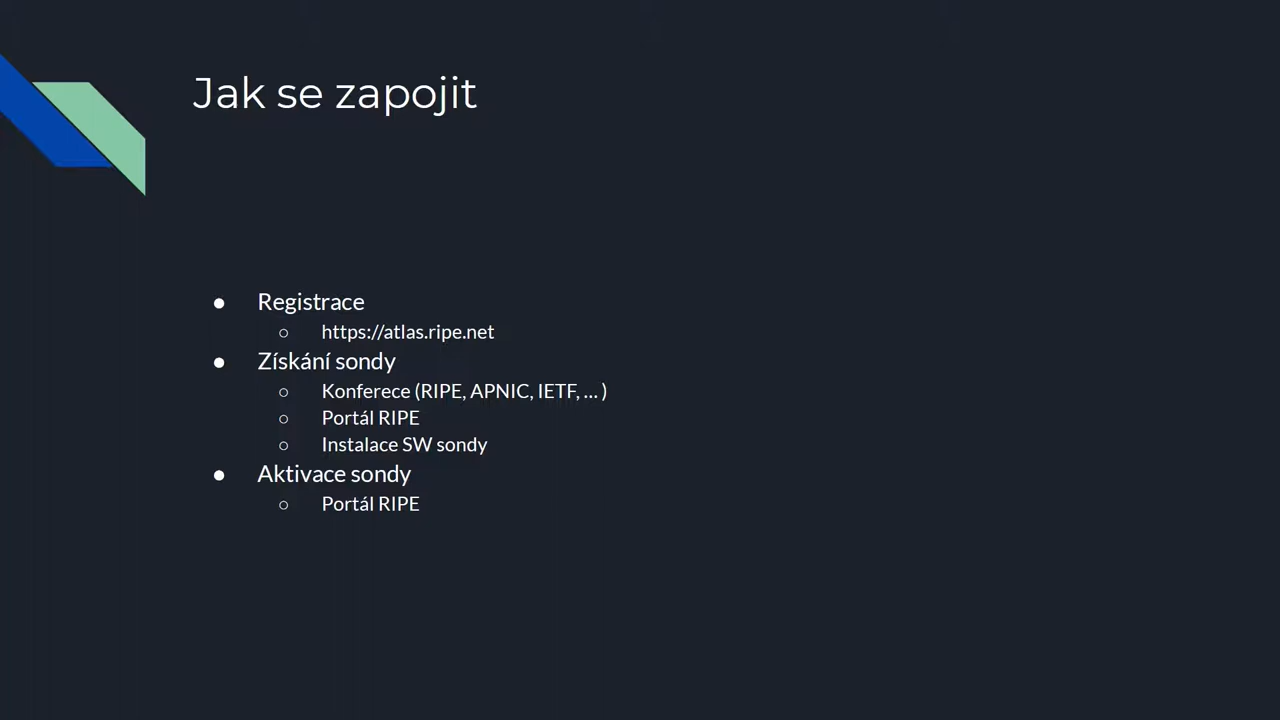 Jak se zapojit
● Registrace
○ https://atlas.ripe.net
● Získání sondy
○ Konferece (RIPE, APNIC, IETF, ... )
○ Portál RIPE
○ Instalace SW sondy
● Aktivace sondy
○ Portál RIPE